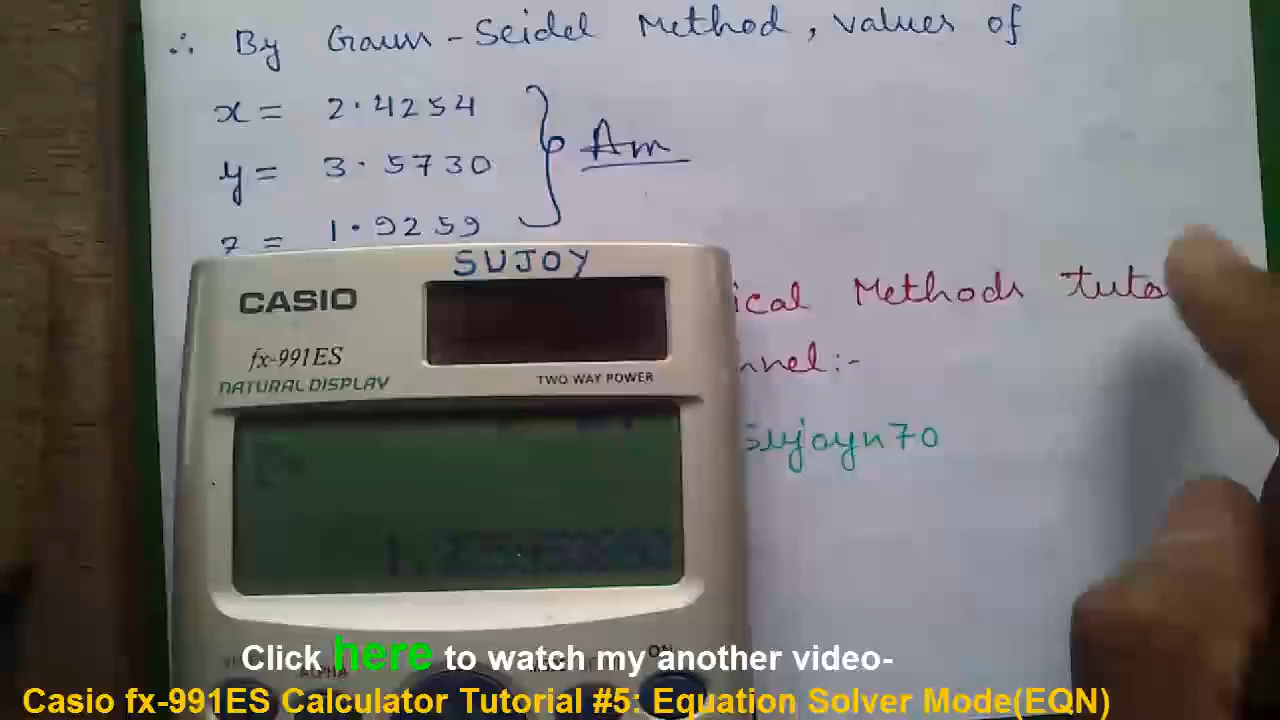 ∴ By Gauss-Seidel Method, values of
x = 2.4254
y = 3.5730
z = 1.9259
Ans
SUJOY
CASIO
fx-991ES
NATURAL DISPLAY
TWO WAY POWER
ical Methods tuto
nnel:-
sujoyn70
ON
ALPHA
Click here to watch my another video-
Casio fx-991ES Calculator Tutorial #5: Equation Solver Mode(EQN)